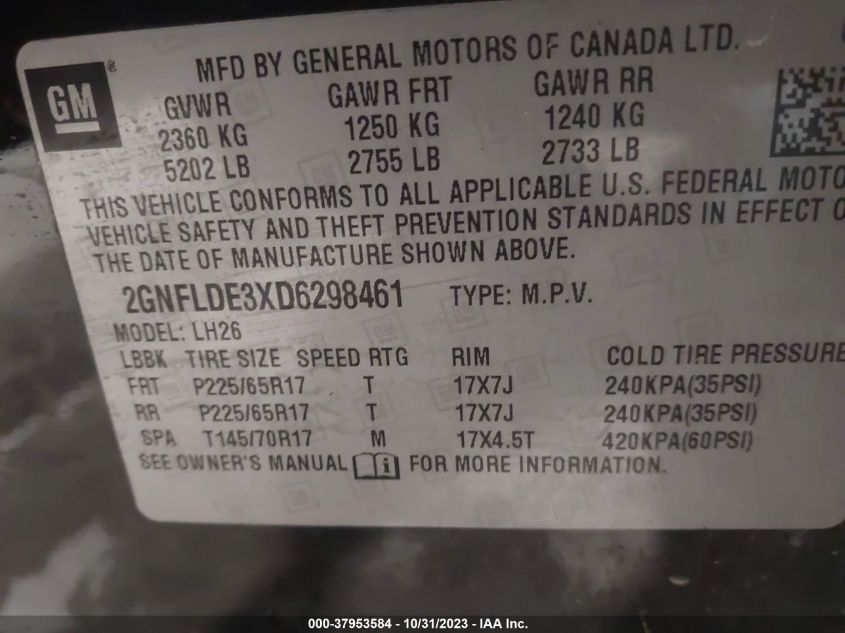 MFD BY GENERAL MOTORS OF CANADA LTD.
GM ®
GVWR GAWR FRT GAWR RR
2360 KG 1250 KG 1240 KG
5202 LB 2755 LB 2733 LB
THIS VEHICLE CONFORMS TO ALL APPLICABLE U.S. FEDERAL MOTO
VEHICLE SAFETY AND THEFT PREVENTION STANDARDS IN EFFECT O
THE DATE OF MANUFACTURE SHOWN ABOVE.
2GNFLDE3XD6298461 TYPE: M.P.V.
MODEL: LH26
LBBK TIRE SIZE SPEED RTG RIM COLD TIRE PRESSURE
FRT P225/65R17 T 17X7J 240KPA(35PSI)
RR P225/65R17 T 17X7J 240KPA(35PSI)
SPA T145/70R17 M 17X4.5T 420KPA(60PSI)
SEE OWNER'S MANUAL i FOR MORE INFORMATION.
000-37953584 - 10/31/2023 - IAA Inc.